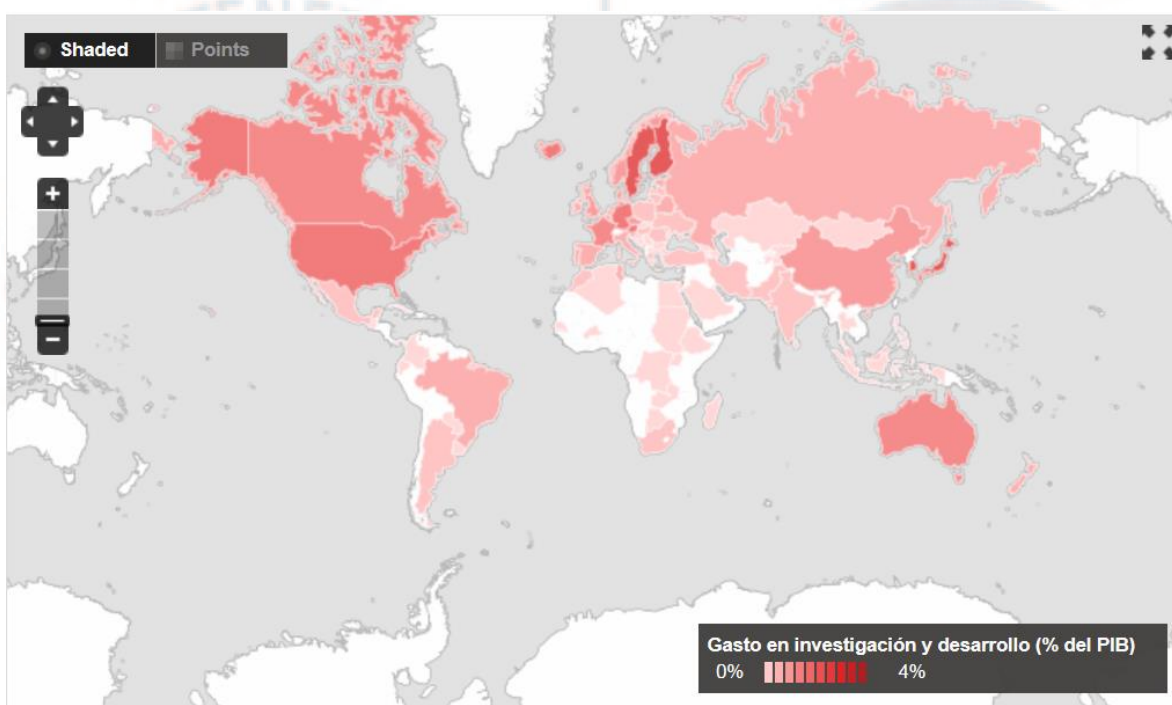 Shaded
Points
+
−
Gasto en investigación y desarrollo (% del PIB)
0% 4%